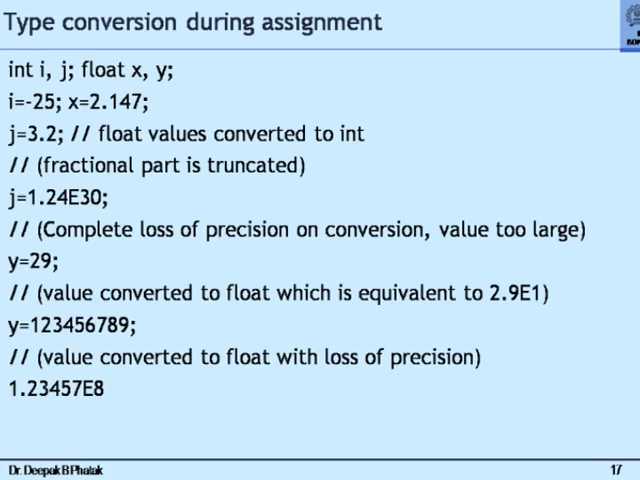 Type conversion during assignment
int i, j; float x, y;
i=-25; x=2.147;
j=3.2; // float values converted to int
// (fractional part is truncated)
j=1.24E30;
// (Complete loss of precision on conversion, value too large)
y=29;
// (value converted to float which is equivalent to 2.9E1)
y=123456789;
// (value converted to float with loss of precision)
1.23457E8
Dr. Deepak B Phatak
17